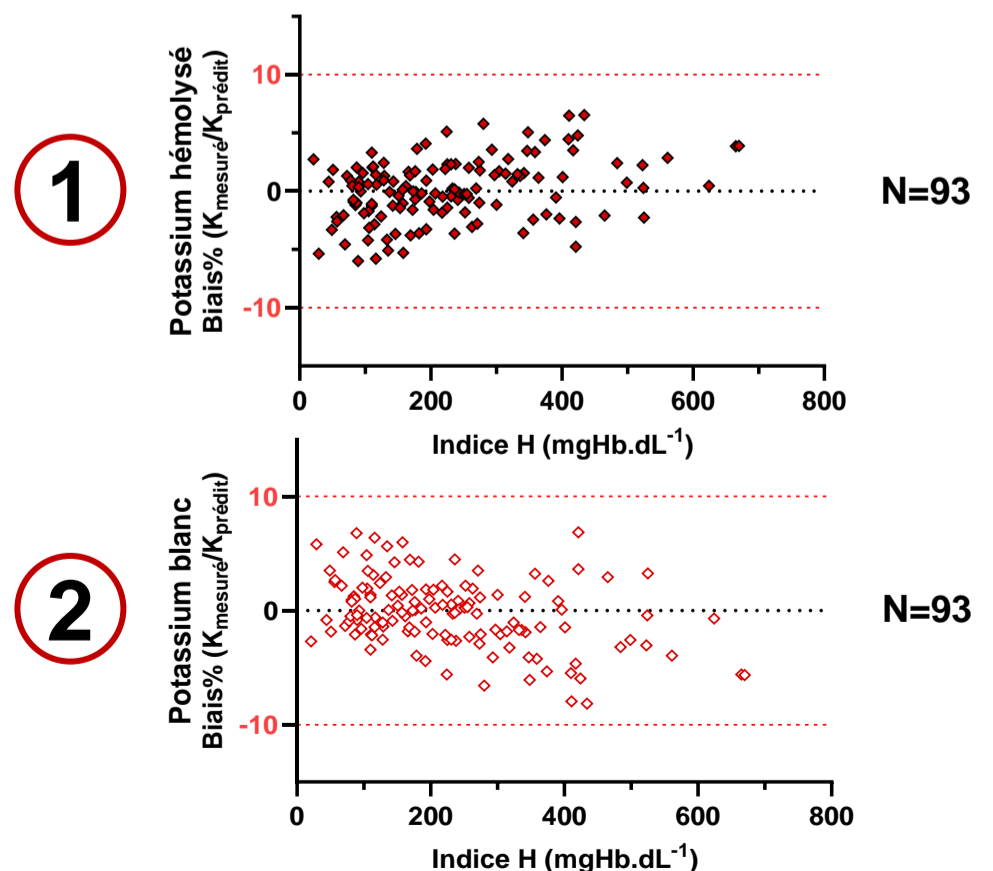 1
Potassium hémolysé
Biais% (Kmesuré/Kprédit)
10
0
-10
0 200 400 600 800
Indice H (mgHb.dL-1)
N=93
2
Potassium blanc
Biais% (Kmesuré/Kprédit)
10
0
-10
0 200 400 600 800
Indice H (mgHb.dL-1)
N=93